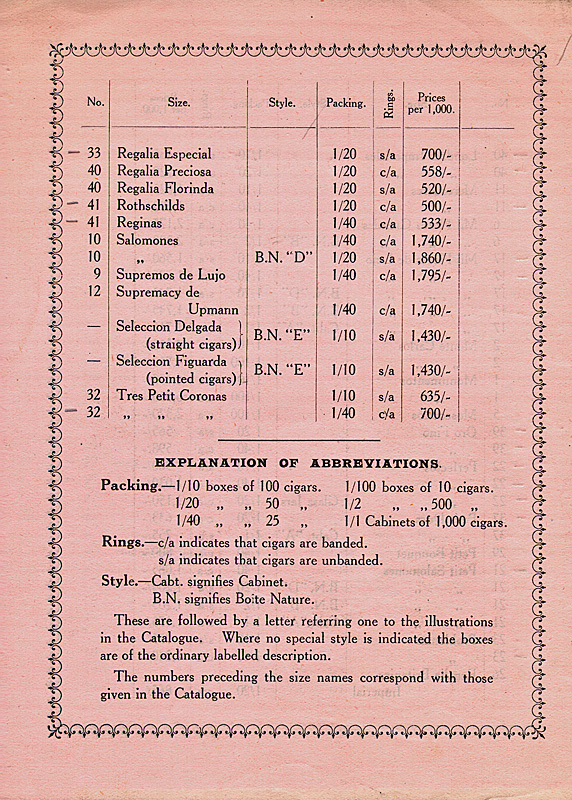 No. Size. Style. Packing. Rings. Prices per 1,000.
33 Regalia Especial 1/20 s/a 700/-
40 Regalia Preciosa 1/20 c/a 558/-
40 Regalia Florinda 1/20 s/a 520/-
41 Rothschilds 1/20 c/a 500/-
41 Reginas 1/40 c/a 533/-
10 Salomones 1/40 c/a 1,740/-
10 „ B.N. "D" 1/20 s/a 1,860/-
9 Supremos de Lujo 1/40 c/a 1,795/-
12 Supremacy de
Upmann 1/40 c/a 1,740/-
— Seleccion Delgada
(straight cigars) B.N. "E" 1/10 s/a 1,430/-
— Seleccion Figuarda
(pointed cigars) B.N. "E" 1/10 s/a 1,430/-
32 Tres Petit Coronas 1/10 s/a 635/-
32 „ „ „ 1/40 c/a 700/-
EXPLANATION OF ABBREVIATIONS.
Packing.—1/10 boxes of 100 cigars. 1/100 boxes of 10 cigars.
1/20 „ „ 50 „ 1/2 „ „ 500 „
1/40 „ „ 25 „ 1/1 Cabinets of 1,000 cigars.
Rings.—c/a indicates that cigars are banded.
s/a indicates that cigars are unbanded.
Style.—Cabt. signifies Cabinet.
B.N. signifies Boite Nature.
These are followed by a letter referring one to the illustrations
in the Catalogue. Where no special style is indicated the boxes
are of the ordinary labelled description.
The numbers preceding the size names correspond with those
given in the Catalogue.